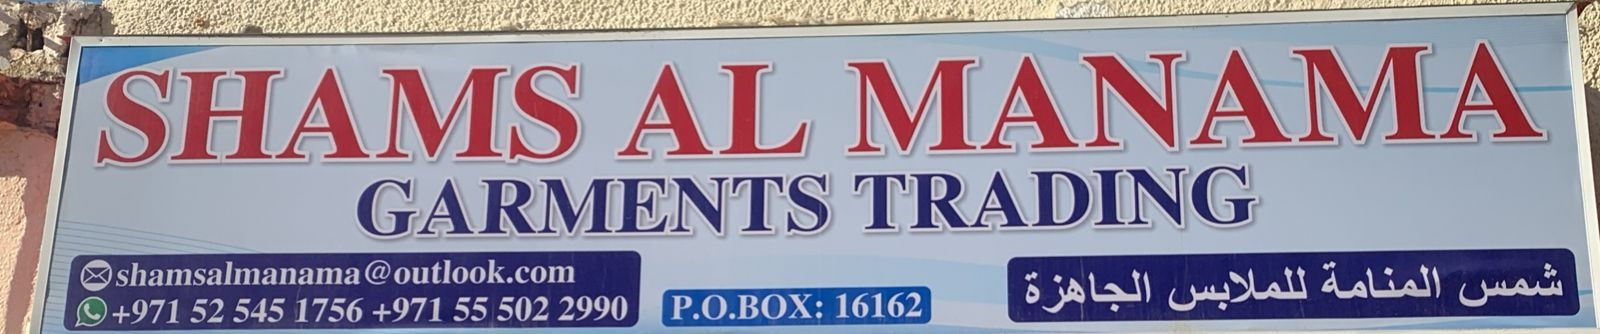 SHAMS AL MANAMA
GARMENTS TRADING
shamsalmanama@outlook.com
+971 52 545 1756 +971 55 502 2990
P.O.BOX: 16162
شمس المنامة للملابس الجاهزة